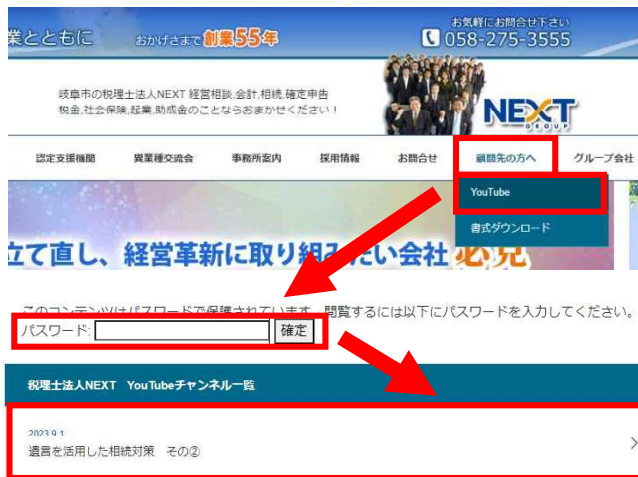 業とともに
おかげさまで創業55年
お気軽にお問合せ下さい
058-275-3555
岐阜市の税理士法人NEXT 経営相談,会計,相続,確定申告
税金,社会保険,起業,助成金のことならおまかせください！
NEXT
GROUP
認定支援機関 異業種交流会 事務所案内 採用情報 お問合せ 顧問先の方へ グループ会社
YouTube
書式ダウンロード
立て直し、経営革新に取り組みたい会社必見
このコンテンツはパスワードで保護されています。閲覧するには以下にパスワードを入力してください。
パスワード: 確定
税理士法人NEXT YouTubeチャンネル一覧
2023.9.1
遺言を活用した相続対策 その②